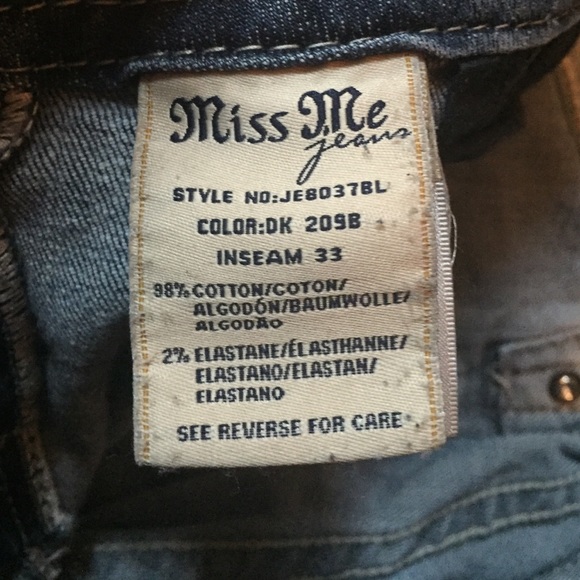 Miss Me
jeans
STYLE NO:JE8037BL
COLOR:DK 209B
INSEAM 33
98% COTTON/COTON/
ALGODÓN/BAUMWOLLE/
ALGODÃO
2% ELASTANE/ÉLASTHANNE/
ELASTANO/ELASTAN/
ELASTANO
SEE REVERSE FOR CARE